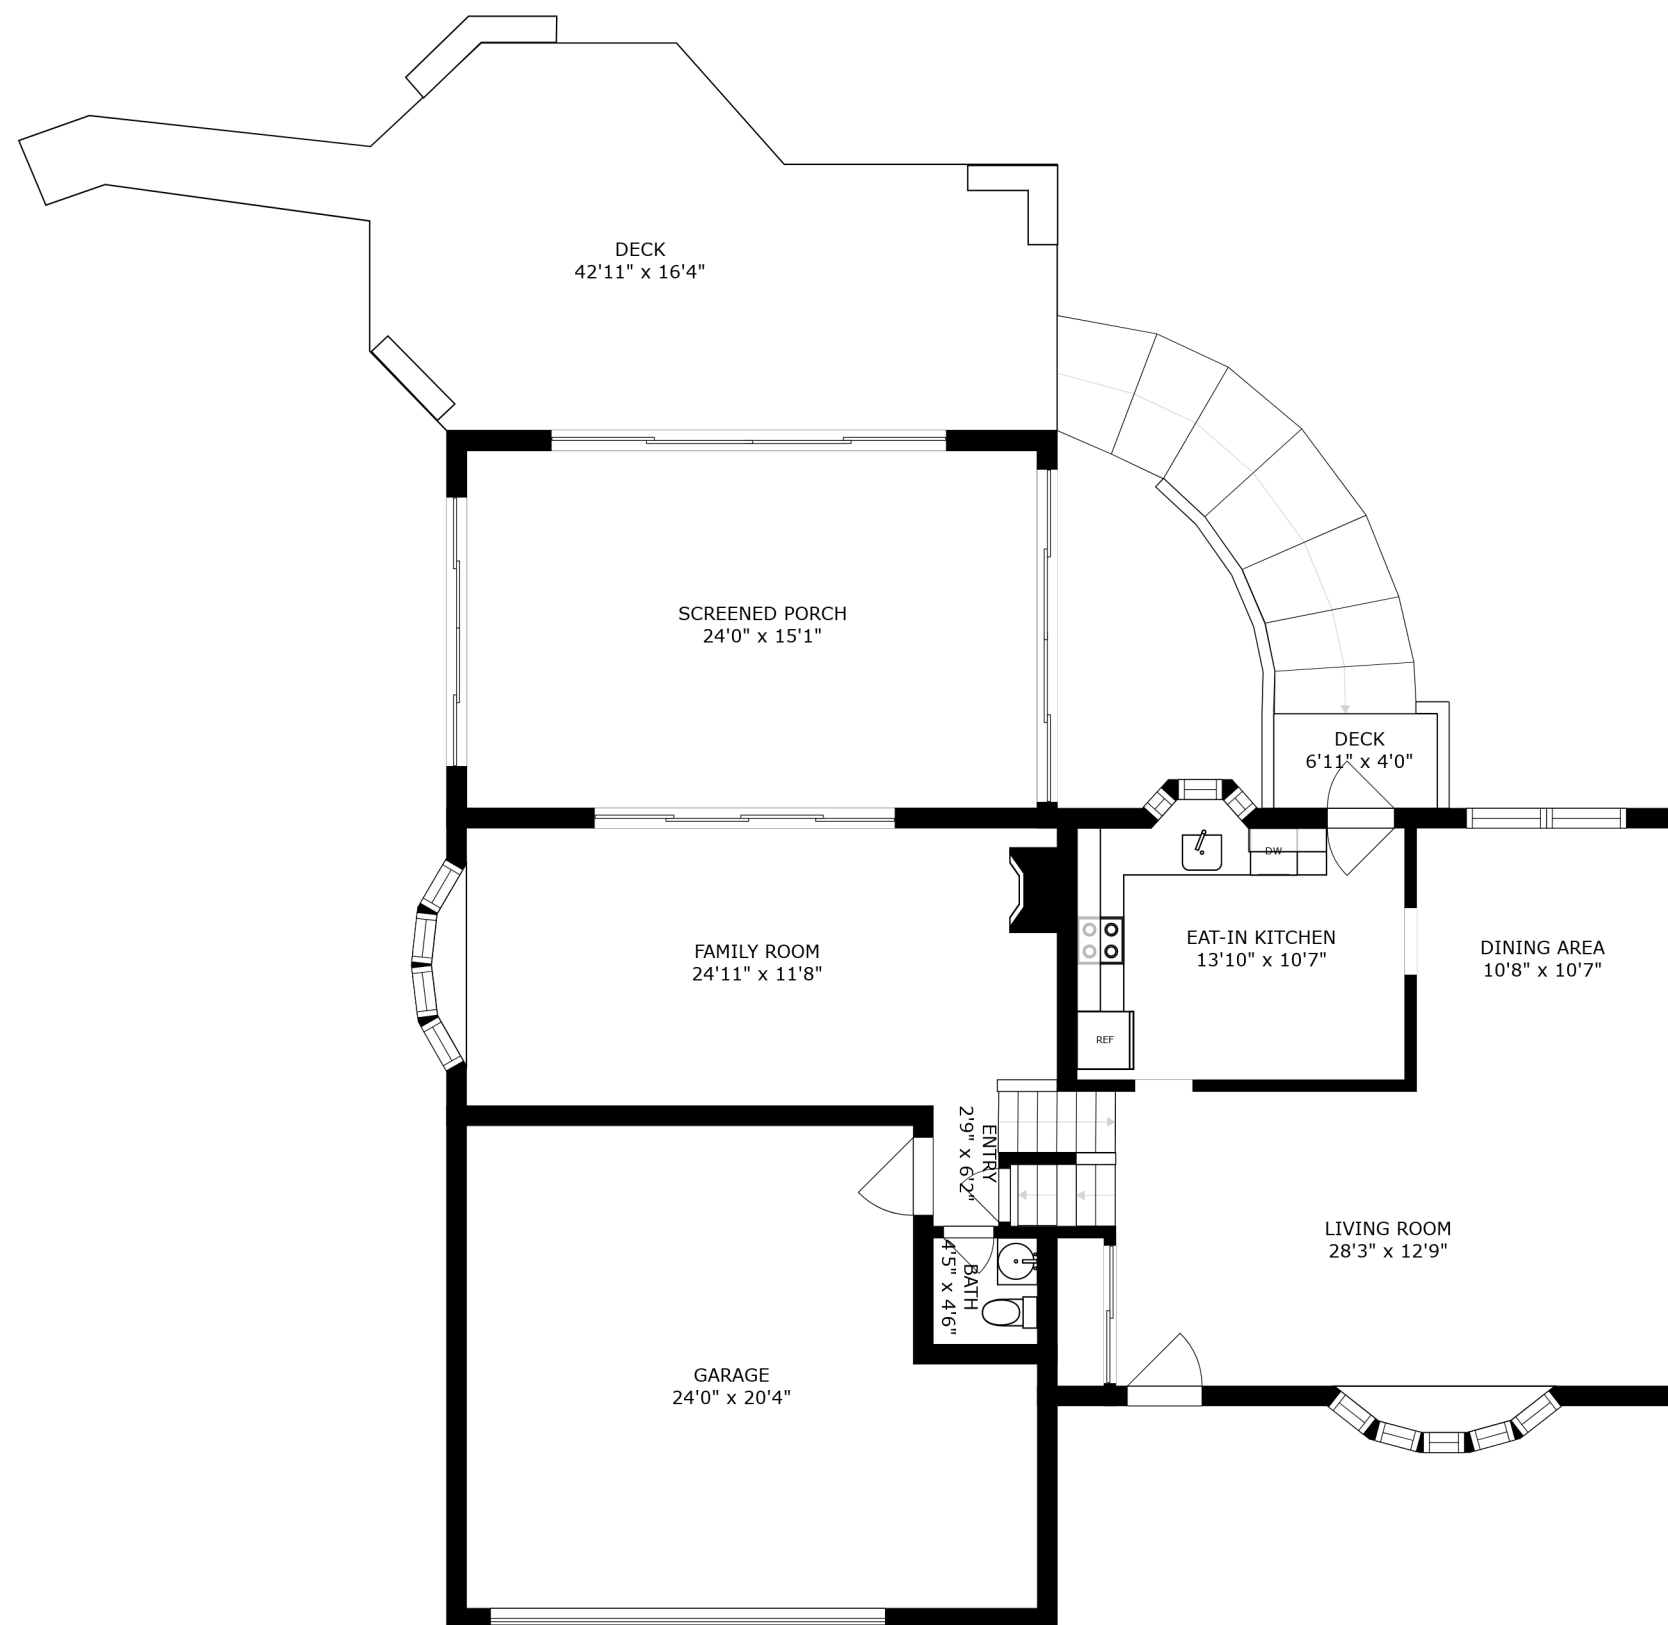 DECK
42'11" x 16'4"
SCREENED PORCH
24'0" x 15'1"
DECK
6'11" x 4'0"
DW
FAMILY ROOM
24'11" x 11'8"
EAT-IN KITCHEN
13'10" x 10'7"
DINING AREA
10'8" x 10'7"
REF
ENTRY
2'9" x 6'2"
LIVING ROOM
28'3" x 12'9"
BATH
4'5" x 4'6"
GARAGE
24'0" x 20'4"